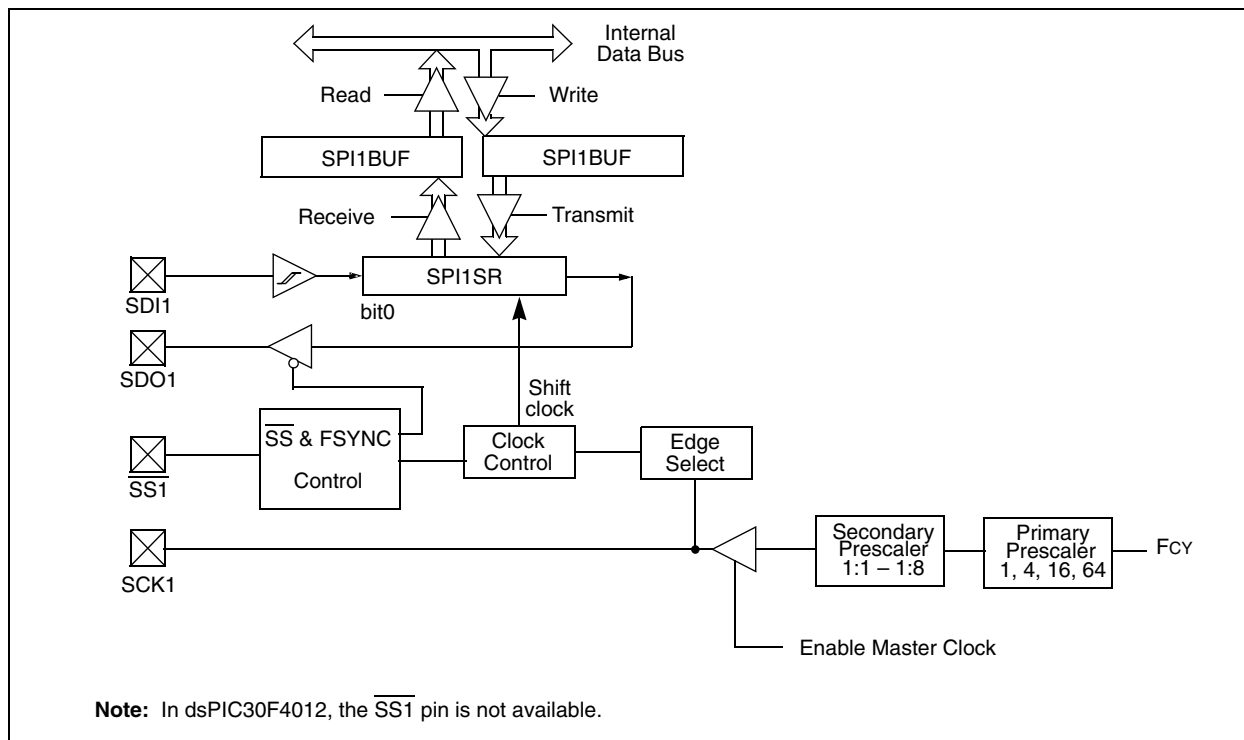 Internal
Data Bus
Read
Write
SPI1BUF
SPI1BUF
Receive
Transmit
SPI1SR
SDI1
bit0
SDO1
Shift
clock
SS & FSYNC
Control
Clock
Control
Edge
Select
SS1
Secondary
Prescaler
1:1 – 1:8
Primary
Prescaler
1, 4, 16, 64
FCY
SCK1
Enable Master Clock
Note: In dsPIC30F4012, the SS1 pin is not available.